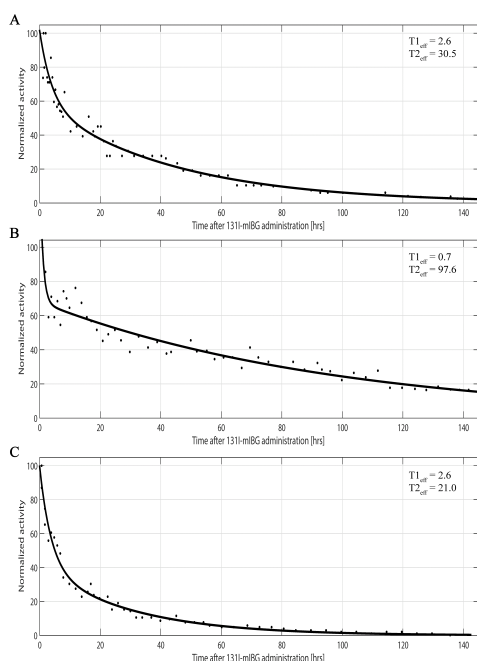 A
T1eff = 2.6
T2eff = 30.5
Normalized activity
100
80
60
40
20
0
0 20 40 60 80 100 120 140
Time after 131I-mIBG administration [hrs]
B
T1eff = 0.7
T2eff = 97.6
Normalized activity
100
80
60
40
20
0
0 20 40 60 80 100 120 140
Time after 131I-mIBG administration [hrs]
C
T1eff = 2.6
T2eff = 21.0
Normalized activity
100
80
60
40
20
0
0 20 40 60 80 100 120 140
Time after 131I-mIBG administration [hrs]